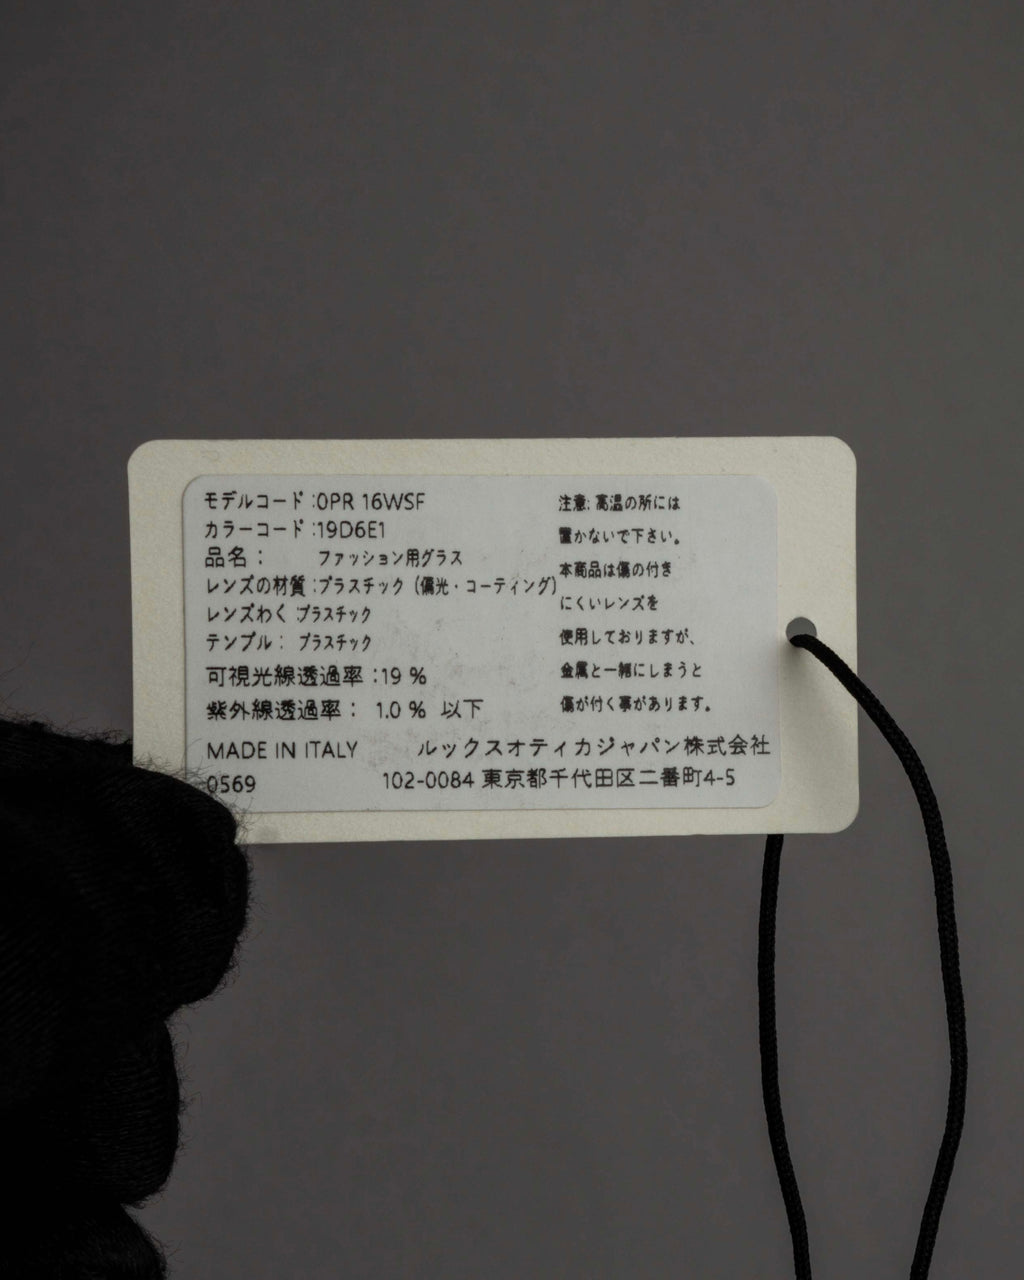 モデルコード :0PR 16WSF
カラーコード :19D6E1
品名： ファッション用グラス
レンズの材質 :プラスチック (偏光・コーティング)
レンズわく :プラスチック
テンプル： プラスチック
可視光線透過率 :19 %
紫外線透過率： 1.0 % 以下
注意: 高温の所には
置かないで下さい。
本商品は傷の付き
にくいレンズを
使用しておりますが、
金属と一緒にしまうと
傷が付く事があります。
MADE IN ITALY ルックスオティカジャパン株式会社
0569 102-0084 東京都千代田区二番町4-5